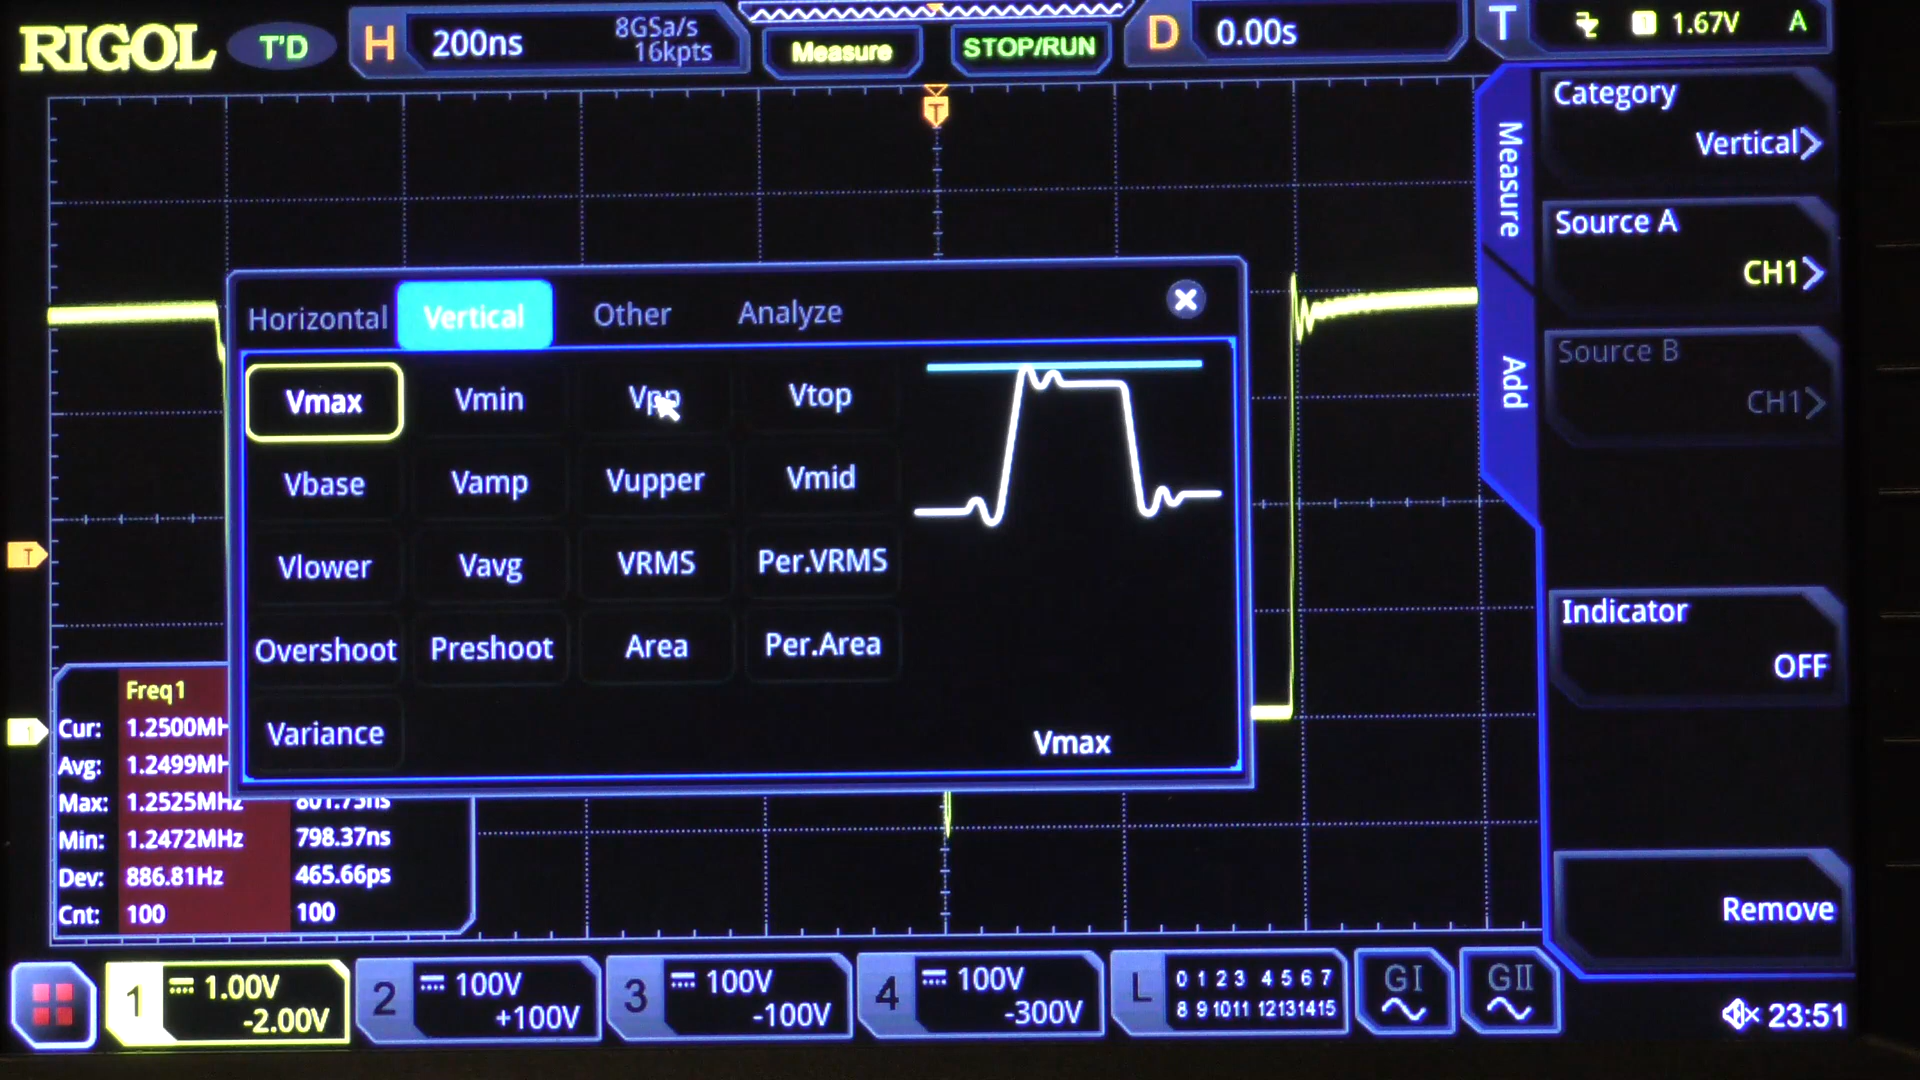 RIGOL T'D H 200ns 8GSa/s 16kpts Measure STOP/RUN D 0.00s T 1 1.67V A
T
Category
Vertical>
Measure
Source A
CH1>
Add
Source B
CH1>
Indicator
OFF
Remove
Horizontal Vertical Other Analyze
Vmax Vmin Vpp Vtop
Vbase Vamp Vupper Vmid
Vlower Vavg VRMS Per.VRMS
Overshoot Preshoot Area Per.Area
Variance
Vmax
T
1
Freq1
Cur: 1.2500MH
Avg: 1.2499MH
Max: 1.2525MHz 801.75ns
Min: 1.2472MHz 798.37ns
Dev: 886.81Hz 465.66ps
Cnt: 100 100
1 1.00V -2.00V
2 100V +100V
3 100V -100V
4 100V -300V
L 0 1 2 3 4 5 6 7
8 9 10 11 12 13 14 15
GI GII
23:51